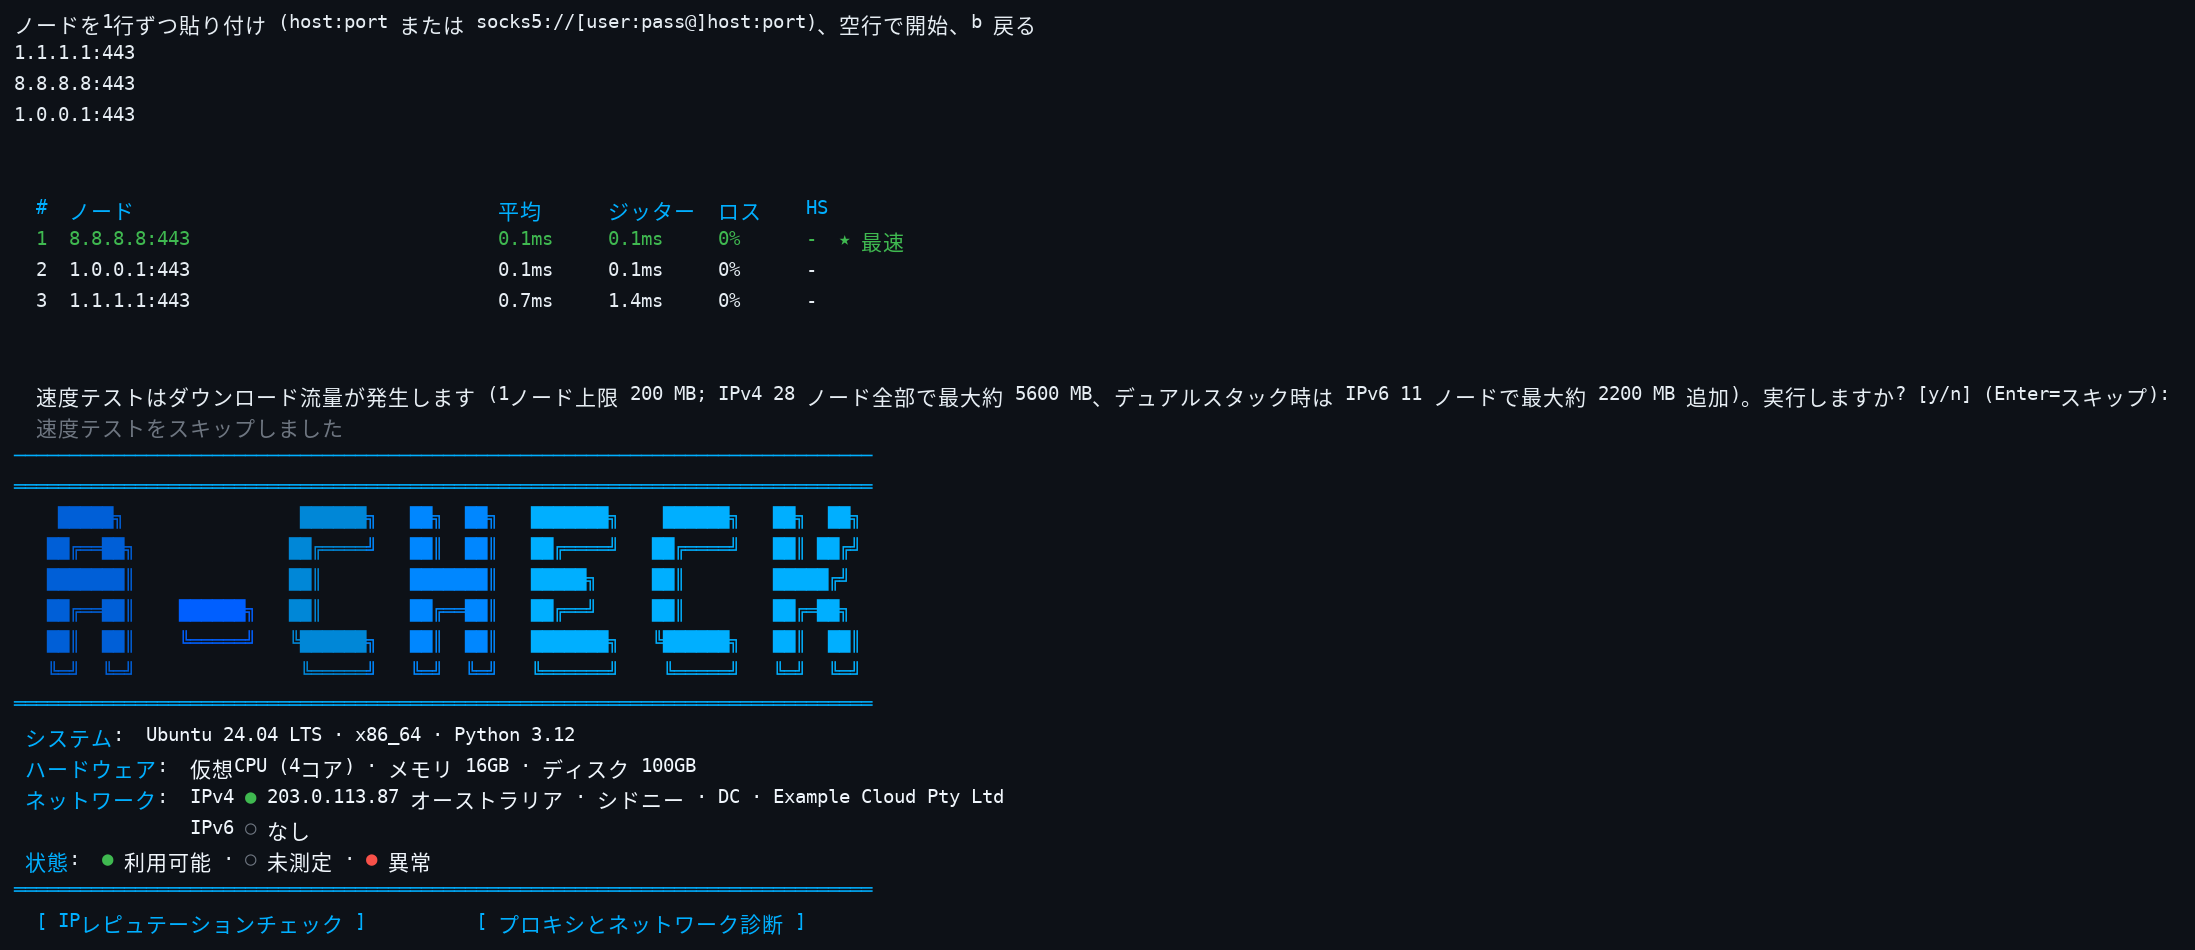 ノードを1行ずつ貼り付け (host:port または socks5://[user:pass@]host:port)、空行で開始、b 戻る
1.1.1.1:443
8.8.8.8:443
1.0.0.1:443
# ノード 平均 ジッター ロス HS
1 8.8.8.8:443 0.1ms 0.1ms 0% - ★ 最速
2 1.0.0.1:443 0.1ms 0.1ms 0% -
3 1.1.1.1:443 0.7ms 1.4ms 0% -
速度テストはダウンロード流量が発生します (1ノード上限 200 MB; IPv4 28 ノード全部で最大約 5600 MB、デュアルスタック時は IPv6 11 ノードで最大約 2200 MB 追加)。実行しますか? [y/n] (Enter=スキップ):
速度テストをスキップしました
A-CHECK
システム: Ubuntu 24.04 LTS · x86_64 · Python 3.12
ハードウェア: 仮想CPU (4コア) · メモリ 16GB · ディスク 100GB
ネットワーク: IPv4 ● 203.0.113.87 オーストラリア · シドニー · DC · Example Cloud Pty Ltd
IPv6 ○ なし
状態: ● 利用可能 · ○ 未測定 · ● 異常
[ IPレピュテーションチェック ] [ プロキシとネットワーク診断 ]